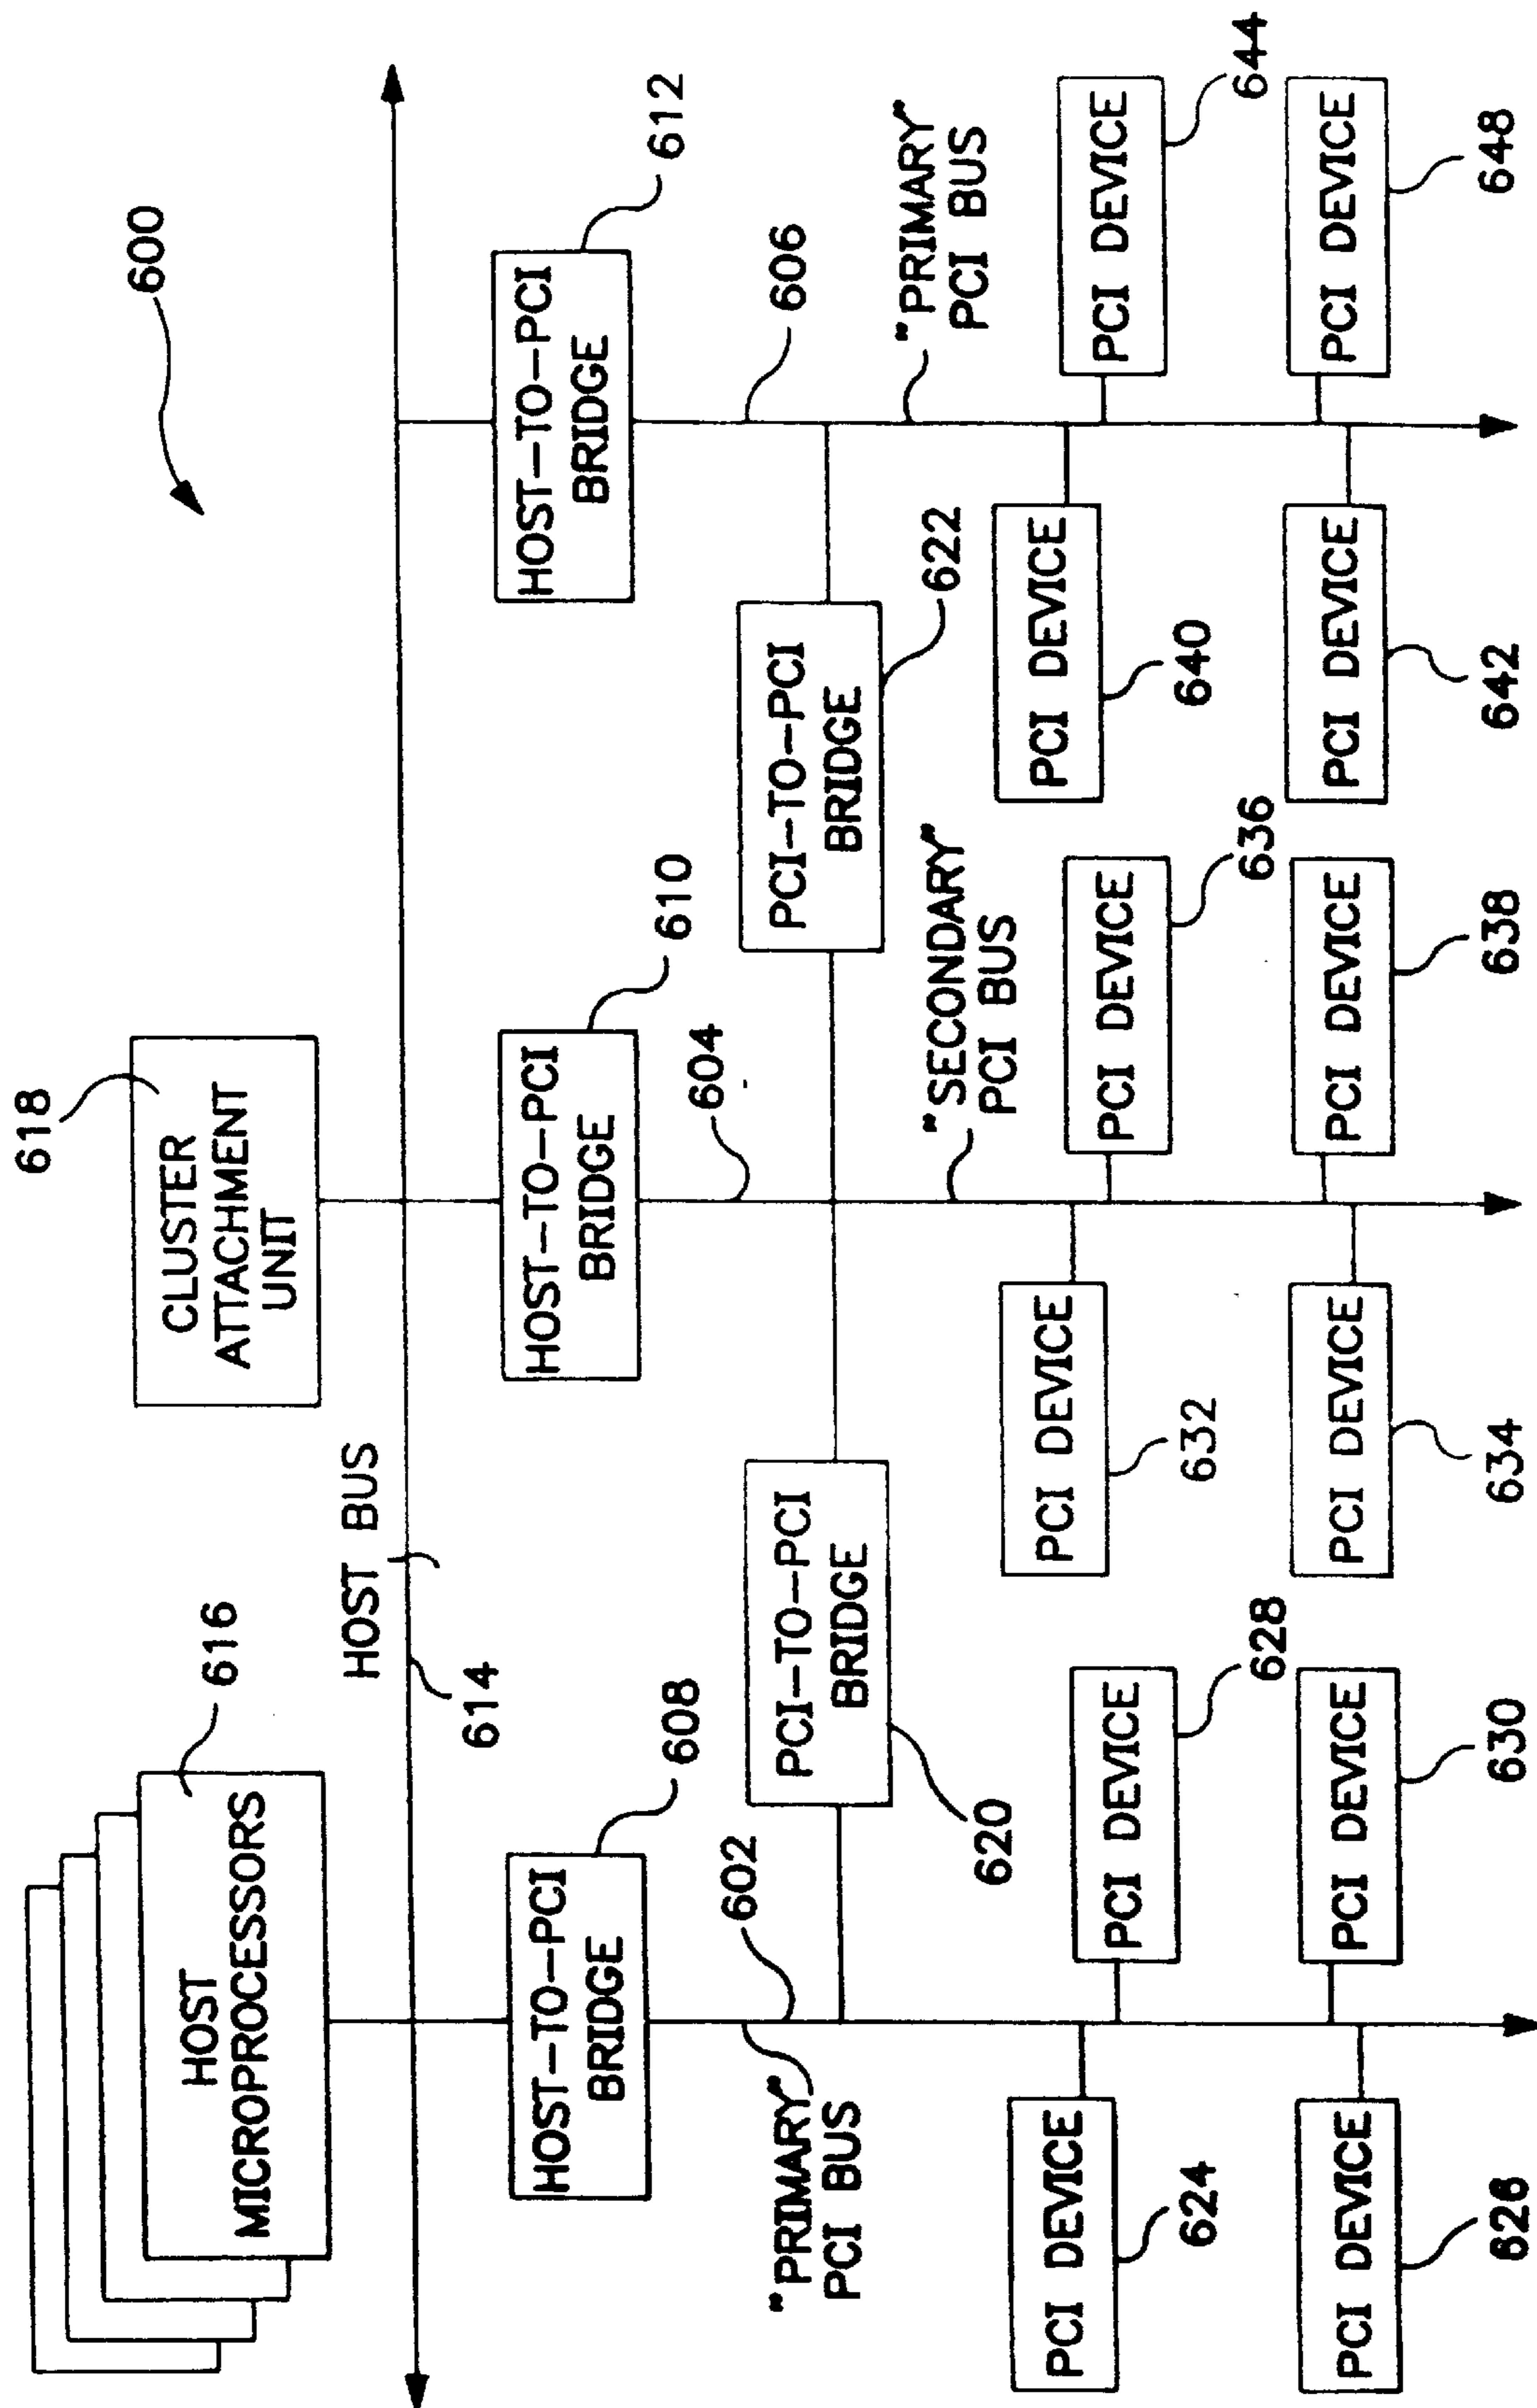 600
618
CLUSTER
ATTACHMENT
UNIT
616
HOST
MICROPROCESSORS
HOST BUS
614
612
HOST-TO-PCI
BRIDGE
610
HOST-TO-PCI
BRIDGE
608
HOST-TO-PCI
BRIDGE
606
604
602
PCI-TO-PCI
BRIDGE
622
PCI-TO-PCI
BRIDGE
620
"PRIMARY"
PCI BUS
"SECONDARY"
PCI BUS
"PRIMARY"
PCI BUS
PCI DEVICE
624
PCI DEVICE
628
PCI DEVICE
632
PCI DEVICE
636
PCI DEVICE
640
PCI DEVICE
644
PCI DEVICE
626
PCI DEVICE
630
PCI DEVICE
634
PCI DEVICE
638
PCI DEVICE
642
PCI DEVICE
648